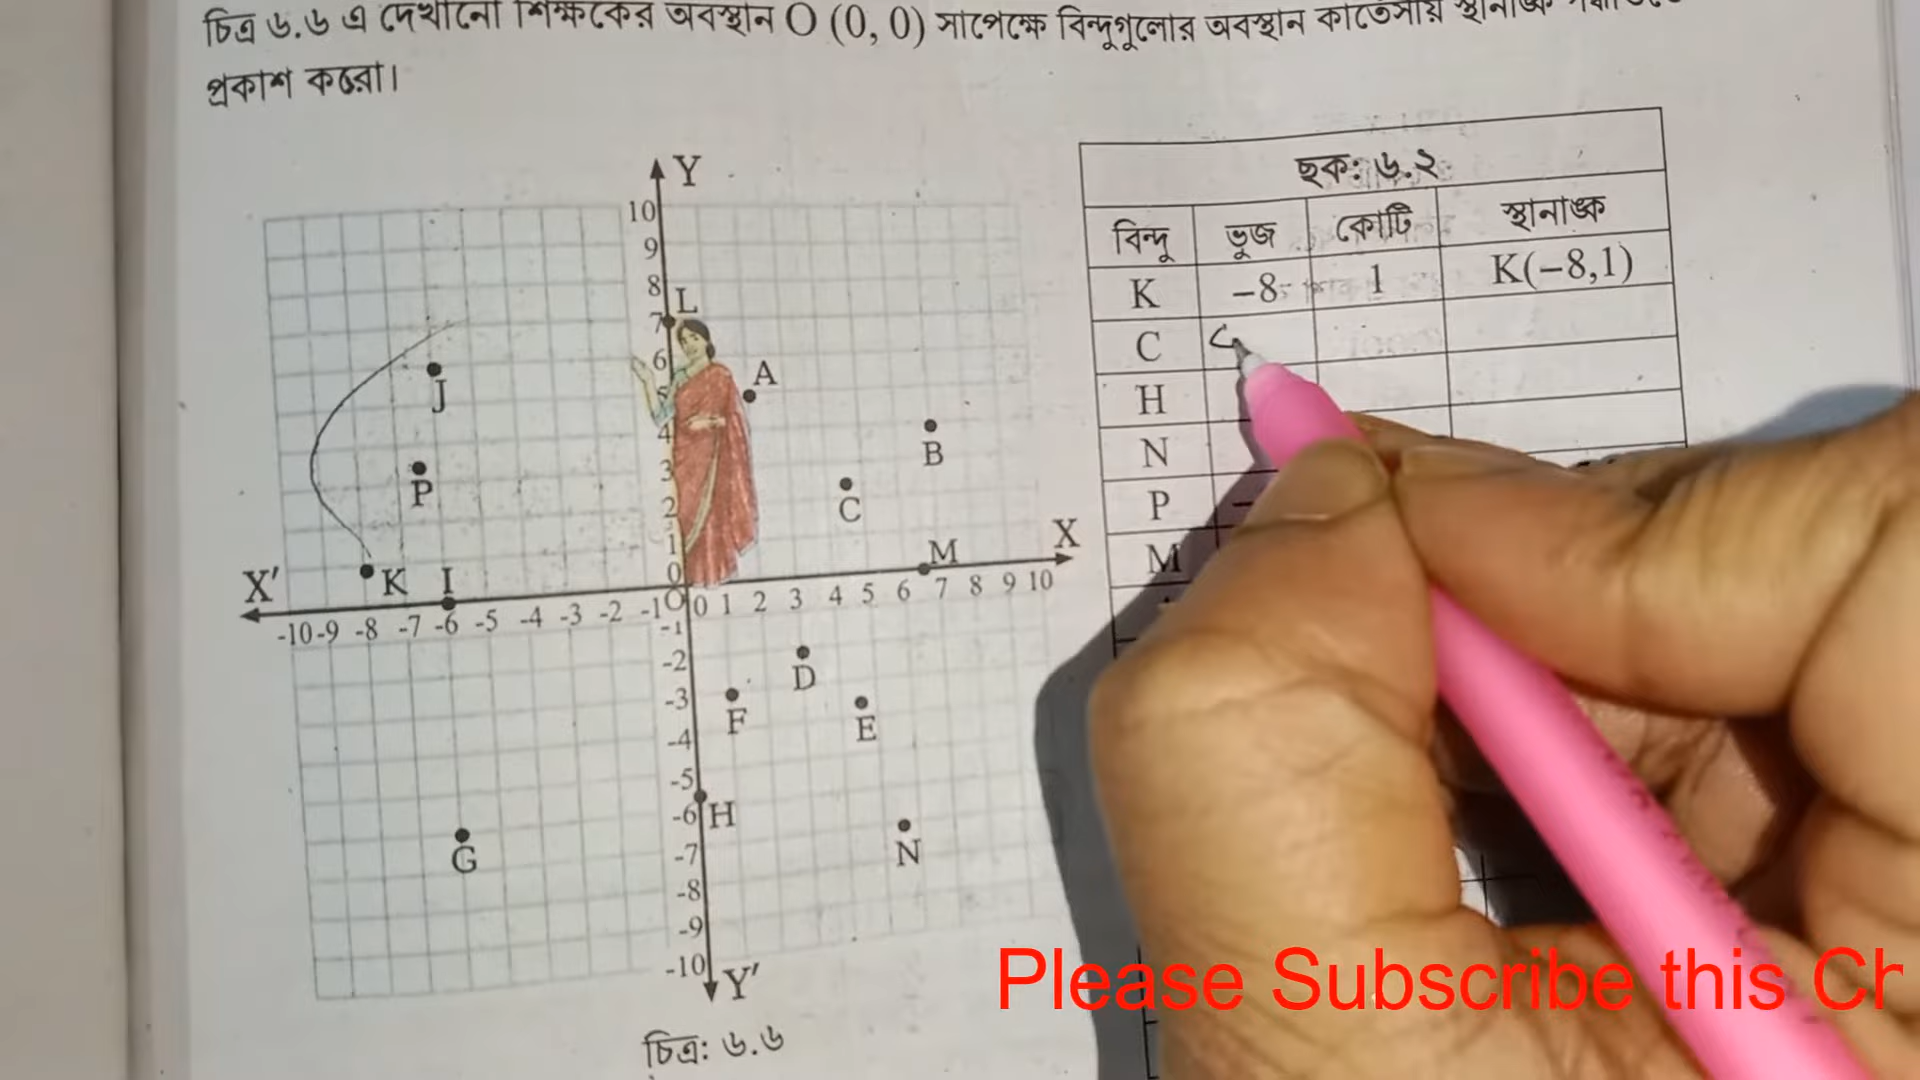 চিত্র ৬.৬ এ দেখানো শিক্ষকের অবস্থান O (0, 0) সাপেক্ষে বিন্দুগুলোর অবস্থান কার্তেসীয় স্থানাঙ্ক
প্রকাশ করো।
Y
10
9
8 L
7
6
5
4
3
2
1
0
A
J
B
P
C
X' K I M X
-10 -9 -8 -7 -6 -5 -4 -3 -2 -1 O 0 1 2 3 4 5 6 7 8 9 10
-1
-2
-3
-4
-5
-6 H
-7
-8
-9
-10 Y'
D
F
E
G
N
চিত্র: ৬.৬
ছক: ৬.২
বিন্দু ভুজ কোটি স্থানাঙ্ক
K -8 1 K(-8,1)
C
H
N
P
M
Please Subscribe this Ch